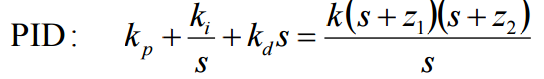 PID: k_p + k_i/s + k_d s = k(s + z_1)(s + z_2)/s